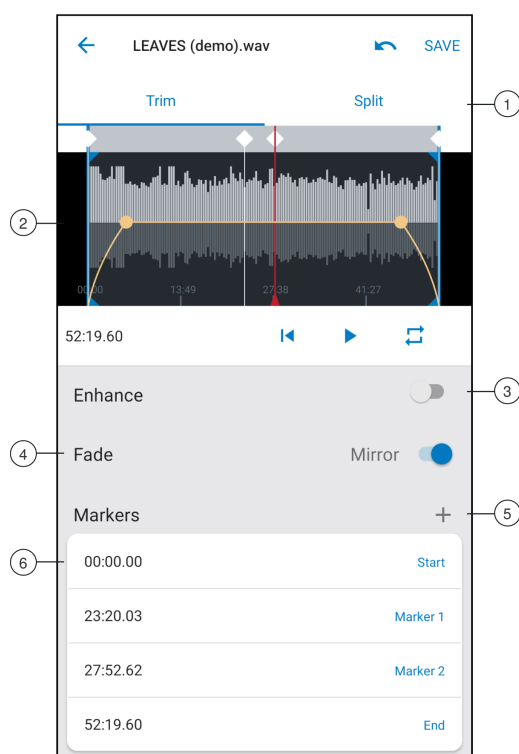 LEAVES (demo).wav SAVE
Trim Split
1
2
00:00 13:49 27:38 41:27
52:19.60
Enhance
3
4
Fade Mirror
Markers +
5
6
00:00.00 Start
23:20.03 Marker 1
27:52.62 Marker 2
52:19.60 End